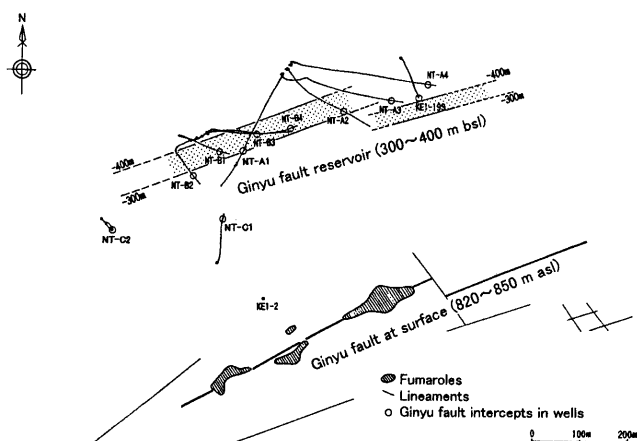 N
NT-A4
-400m
-300m
KE1-19S
NT-A3
NT-A2
NT-B4
NT-B3
NT-A1
NT-B1
NT-B2
-400m
-300m
Ginyu fault reservoir (300～400 m bsl)
NT-C2
NT-C1
KE1-2
Ginyu fault at surface (820～850 m asl)
Fumaroles
Lineaments
Ginyu fault intercepts in wells
0 100m 200m